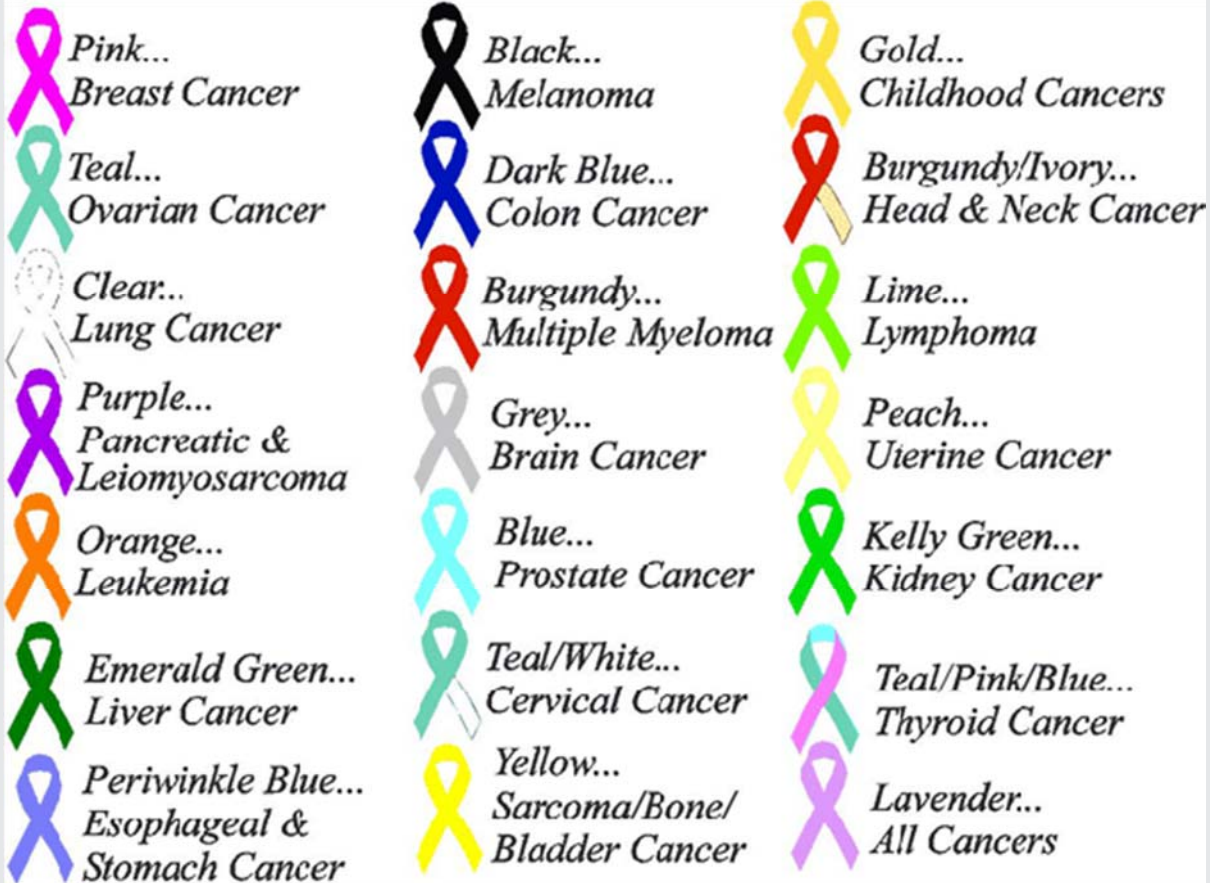 Pink...
Breast Cancer
Teal...
Ovarian Cancer
Clear...
Lung Cancer
Purple...
Pancreatic &
Leiomyosarcoma
Orange...
Leukemia
Emerald Green...
Liver Cancer
Periwinkle Blue...
Esophageal &
Stomach Cancer
Black...
Melanoma
Dark Blue...
Colon Cancer
Burgundy...
Multiple Myeloma
Grey...
Brain Cancer
Blue...
Prostate Cancer
Teal/White...
Cervical Cancer
Yellow...
Sarcoma/Bone/
Bladder Cancer
Gold...
Childhood Cancers
Burgundy/Ivory...
Head & Neck Cancer
Lime...
Lymphoma
Peach...
Uterine Cancer
Kelly Green...
Kidney Cancer
Teal/Pink/Blue...
Thyroid Cancer
Lavender...
All Cancers